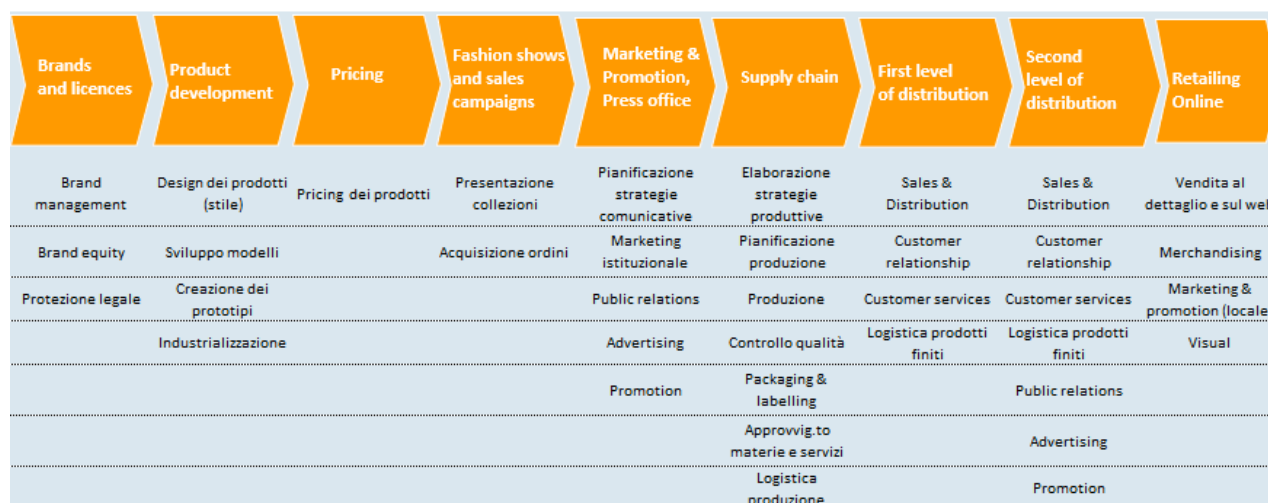 Brands
and licences
Product
development
Pricing
Fashion shows
and sales
campaigns
Marketing &
Promotion,
Press office
Supply chain
First level
of distribution
Second
level of
distribution
Retailing
Online
Brand
management
Design dei prodotti
(stile)
Pricing dei prodotti
Presentazione
collezioni
Pianificazione
strategie
comunicative
Elaborazione
strategie
produttive
Sales &
Distribution
Sales &
Distribution
Vendita al
dettaglio e sul wel
Brand equity
Sviluppo modelli
Acquisizione ordini
Marketing
istituzionale
Pianificazione
produzione
Customer
relationship
Customer
relationship
Merchandising
Protezione legale
Creazione dei
prototipi
Public relations
Produzione
Customer services
Customer services
Marketing &
promotion (locale
Industrializzazione
Advertising
Controllo qualità
Logistica prodotti
finiti
Logistica prodotti
finiti
Visual
Promotion
Packaging &
labelling
Public relations
Approvvig.to
materie e servizi
Advertising
Logistica
produzione
Promotion